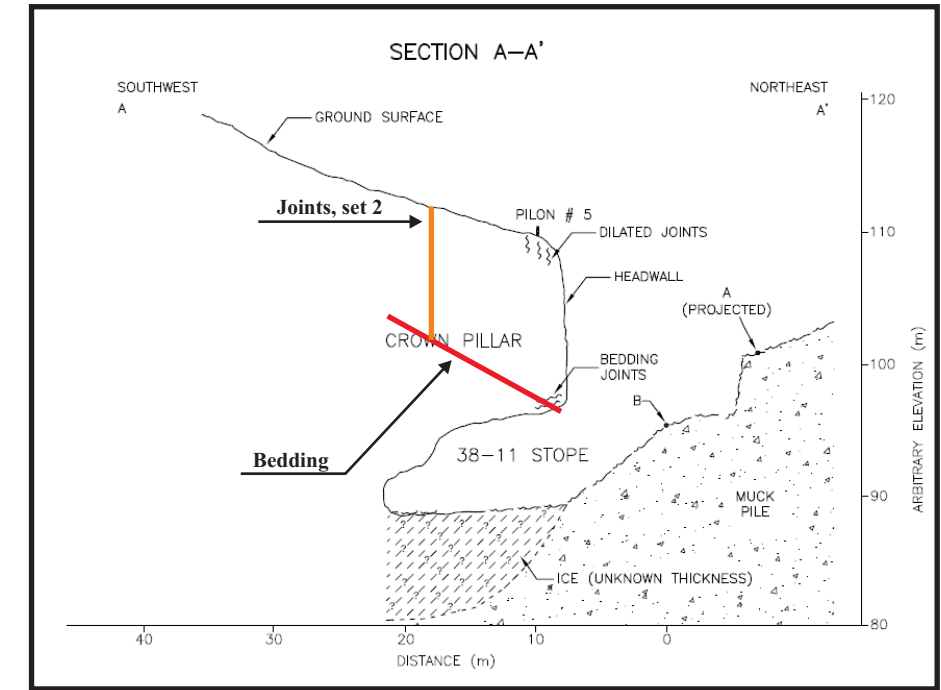 SECTION A—A'
SOUTHWEST
A
NORTHEAST
A'
120
GROUND SURFACE
Joints, set 2
PILON # 5
DILATED JOINTS
110
HEADWALL
A
(PROJECTED)
CROWN PILLAR
BEDDING
JOINTS
100
B
ARBITRARY ELEVATION (m)
Bedding
38—11 STOPE
90
MUCK
PILE
? ? ? ? ? ? ? ? ? ? ? ? ? ? ? ? ? ?
ICE (UNKNOWN THICKNESS)
80
40 30 20 10 0
DISTANCE (m)